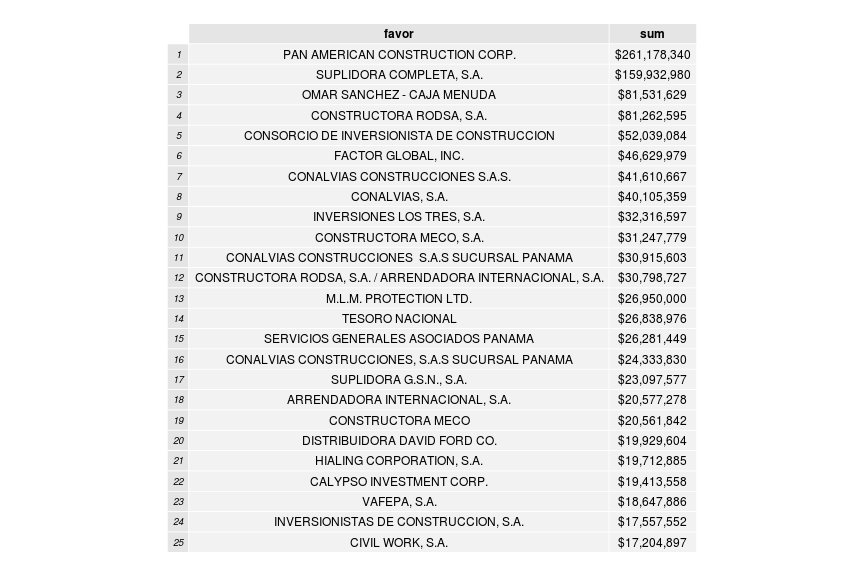 favor sum
1 PAN AMERICAN CONSTRUCTION CORP. $261,178,340
2 SUPLIDORA COMPLETA, S.A. $159,932,980
3 OMAR SANCHEZ - CAJA MENUDA $81,531,629
4 CONSTRUCTORA RODSA, S.A. $81,262,595
5 CONSORCIO DE INVERSIONISTA DE CONSTRUCCION $52,039,084
6 FACTOR GLOBAL, INC. $46,629,979
7 CONALVIAS CONSTRUCCIONES S.A.S. $41,610,667
8 CONALVIAS, S.A. $40,105,359
9 INVERSIONES LOS TRES, S.A. $32,316,597
10 CONSTRUCTORA MECO, S.A. $31,247,779
11 CONALVIAS CONSTRUCCIONES  S.A.S SUCURSAL PANAMA $30,915,603
12 CONSTRUCTORA RODSA, S.A. / ARRENDADORA INTERNACIONAL, S.A. $30,798,727
13 M.L.M. PROTECTION LTD. $26,950,000
14 TESORO NACIONAL $26,838,976
15 SERVICIOS GENERALES ASOCIADOS PANAMA $26,281,449
16 CONALVIAS CONSTRUCCIONES, S.A.S SUCURSAL PANAMA $24,333,830
17 SUPLIDORA G.S.N., S.A. $23,097,577
18 ARRENDADORA INTERNACIONAL, S.A. $20,577,278
19 CONSTRUCTORA MECO $20,561,842
20 DISTRIBUIDORA DAVID FORD CO. $19,929,604
21 HIALING CORPORATION, S.A. $19,712,885
22 CALYPSO INVESTMENT CORP. $19,413,558
23 VAFEPA, S.A. $18,647,886
24 INVERSIONISTAS DE CONSTRUCCION, S.A. $17,557,552
25 CIVIL WORK, S.A. $17,204,897